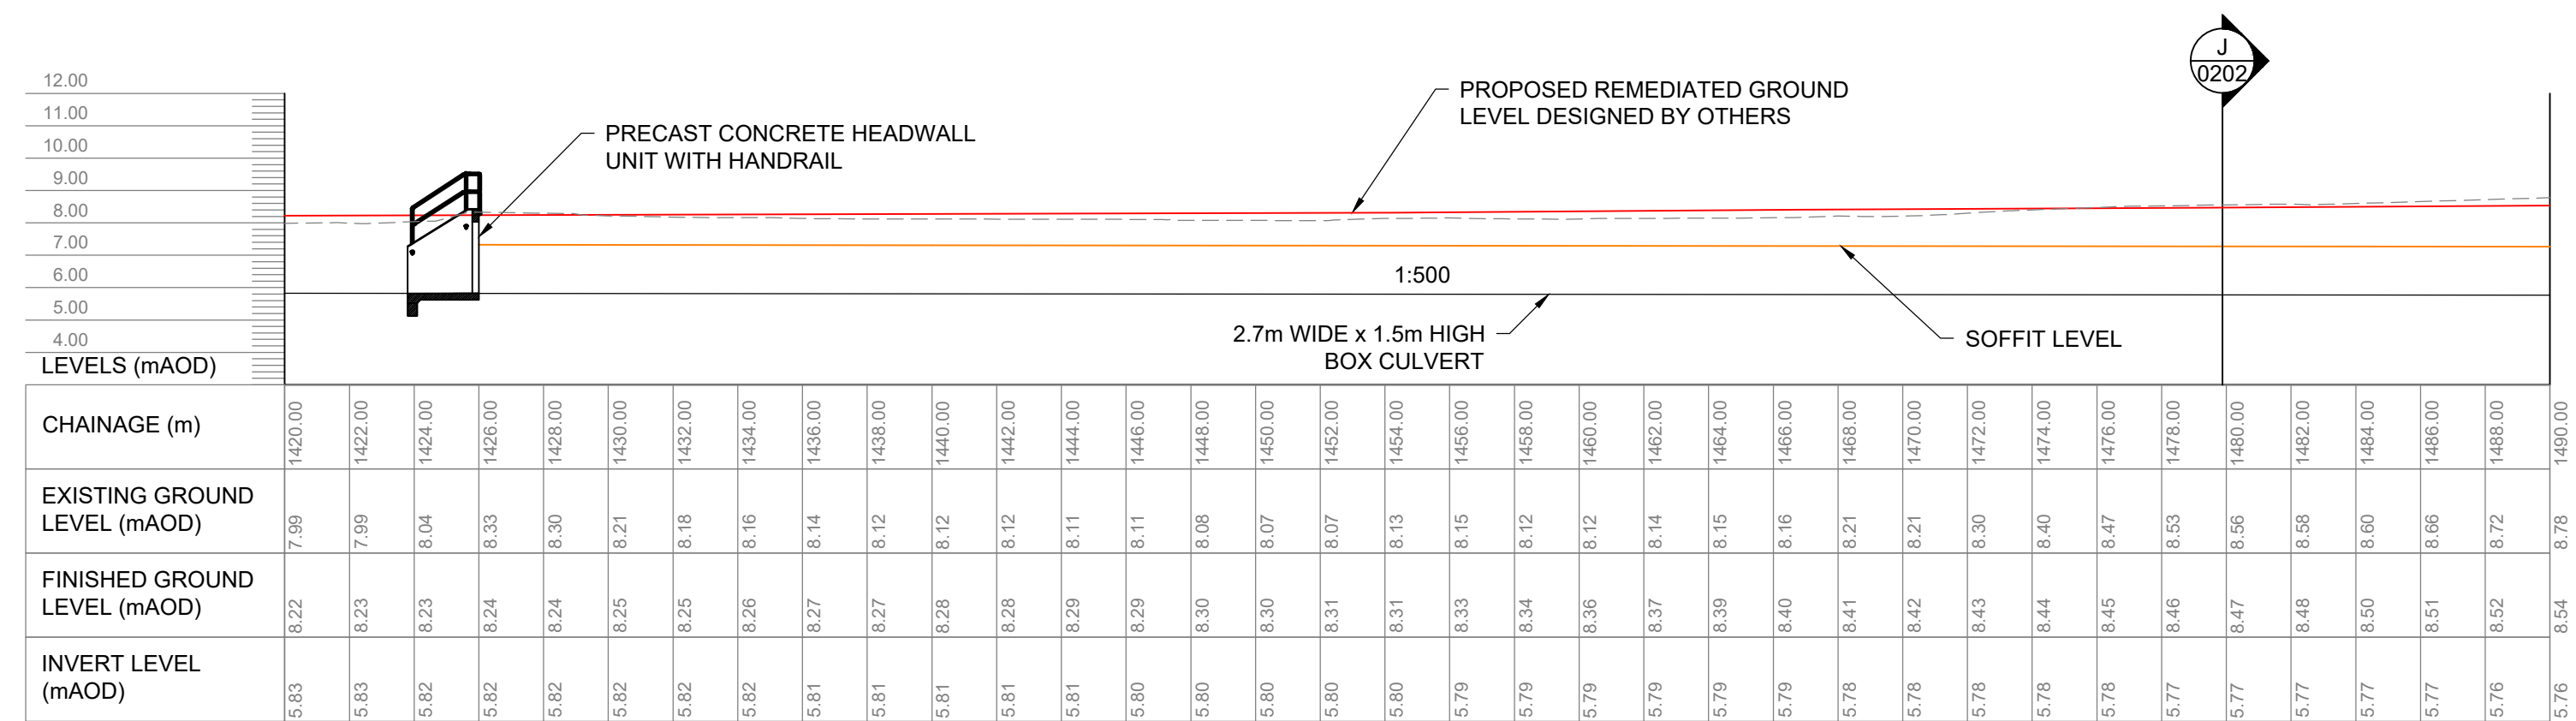 J
0202
12.00
11.00
10.00
9.00
8.00
7.00
6.00
5.00
4.00
LEVELS (mAOD)
PRECAST CONCRETE HEADWALL
UNIT WITH HANDRAIL
PROPOSED REMEDIATED GROUND
LEVEL DESIGNED BY OTHERS
1:500
2.7m WIDE x 1.5m HIGH
BOX CULVERT
SOFFIT LEVEL
CHAINAGE (m) 1420.00 1422.00 1424.00 1426.00 1428.00 1430.00 1432.00 1434.00 1436.00 1438.00 1440.00 1442.00 1444.00 1446.00 1448.00 1450.00 1452.00 1454.00 1456.00 1458.00 1460.00 1462.00 1464.00 1466.00 1468.00 1470.00 1472.00 1474.00 1476.00 1478.00 1480.00 1482.00 1484.00 1486.00 1488.00 1490.00
EXISTING GROUND
LEVEL (mAOD) 7.99 7.99 8.04 8.33 8.30 8.21 8.18 8.16 8.14 8.12 8.12 8.12 8.11 8.11 8.08 8.07 8.07 8.13 8.15 8.12 8.12 8.14 8.15 8.16 8.21 8.21 8.30 8.40 8.47 8.53 8.56 8.58 8.60 8.66 8.72 8.78
FINISHED GROUND
LEVEL (mAOD) 8.22 8.23 8.23 8.24 8.24 8.25 8.25 8.26 8.27 8.27 8.28 8.28 8.29 8.29 8.30 8.30 8.31 8.31 8.33 8.34 8.36 8.37 8.39 8.40 8.41 8.42 8.43 8.44 8.45 8.46 8.47 8.48 8.50 8.51 8.52 8.54
INVERT LEVEL
(mAOD) 5.83 5.83 5.82 5.82 5.82 5.82 5.82 5.82 5.81 5.81 5.81 5.81 5.81 5.80 5.80 5.80 5.80 5.80 5.79 5.79 5.79 5.79 5.79 5.79 5.78 5.78 5.78 5.78 5.78 5.77 5.77 5.77 5.77 5.77 5.76 5.76